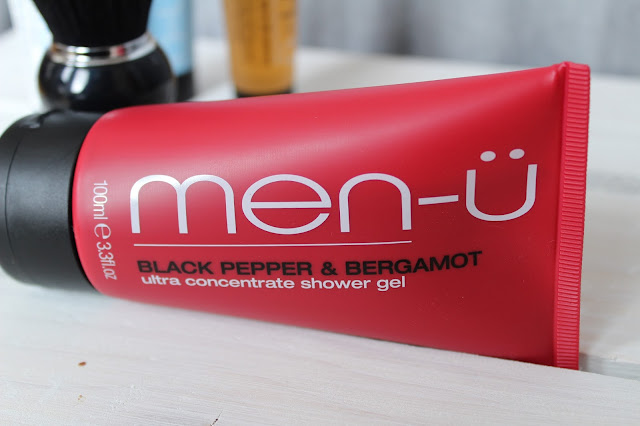 men-ü
BLACK PEPPER & BERGAMOT
ultra concentrate shower gel
100ml ℮ 3.3fl.oz